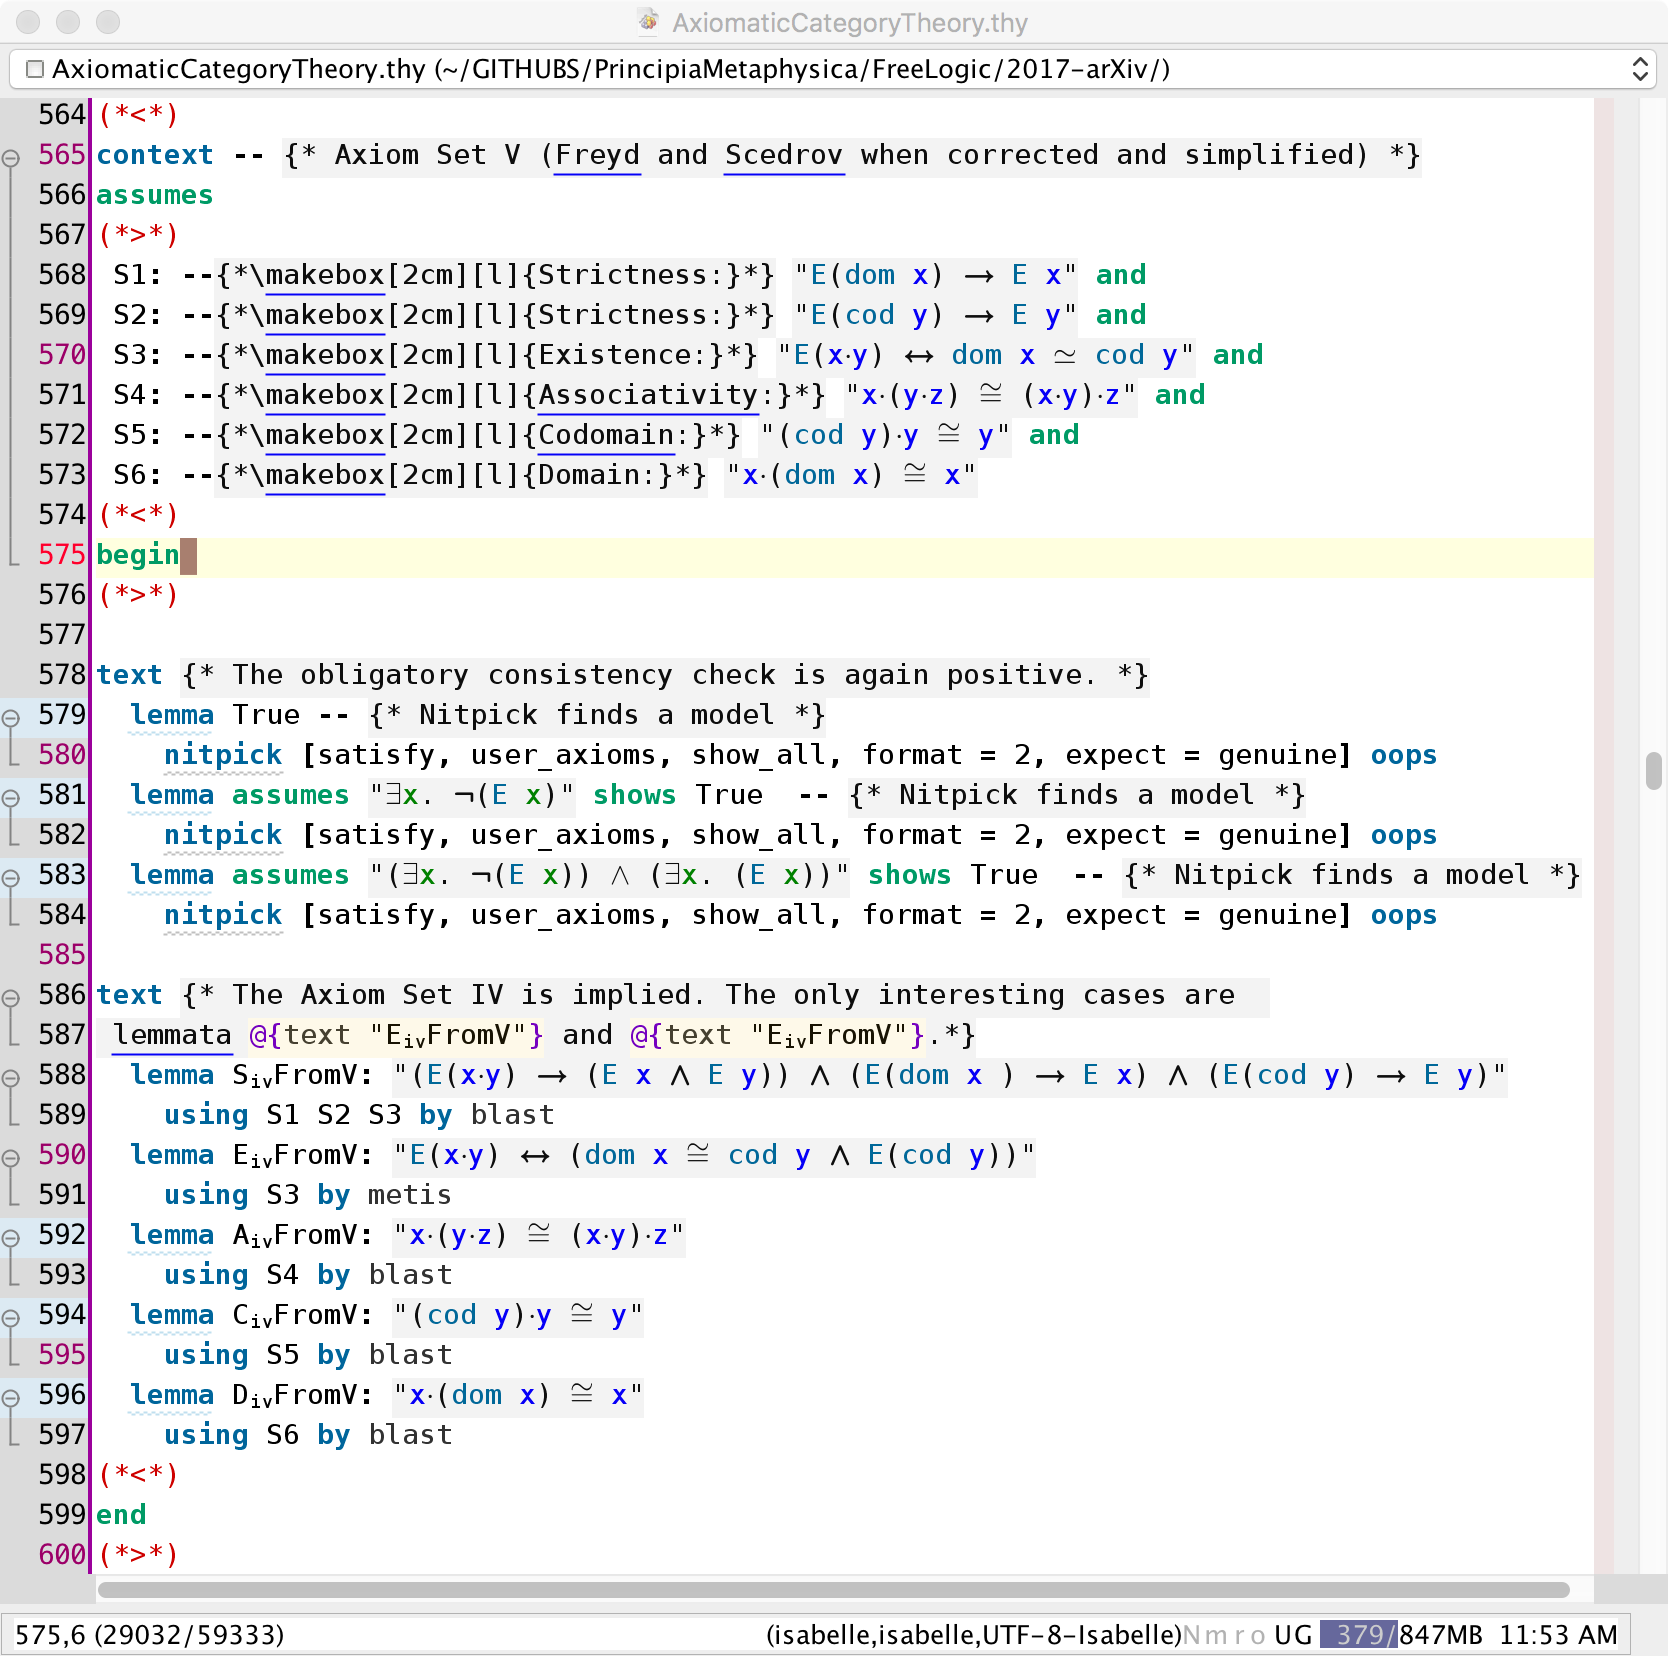 AxiomaticCategoryTheory.thy
AxiomaticCategoryTheory.thy (~/GITHUBS/PrincipiaMetaphysica/FreeLogic/2017-arXiv/)
564 (*<*)
565 context -- {* Axiom Set V (Freyd and Scedrov when corrected and simplified) *}
566 assumes
567 (*>*)
568 S1: --{*\makebox[2cm][l]{Strictness:}*} "E(dom x) → E x" and
569 S2: --{*\makebox[2cm][l]{Strictness:}*} "E(cod y) → E y" and
570 S3: --{*\makebox[2cm][l]{Existence:}*} "E(x·y) ↔ dom x ≃ cod y" and
571 S4: --{*\makebox[2cm][l]{Associativity:}*} "x·(y·z) ≅ (x·y)·z" and
572 S5: --{*\makebox[2cm][l]{Codomain:}*} "(cod y)·y ≅ y" and
573 S6: --{*\makebox[2cm][l]{Domain:}*} "x·(dom x) ≅ x"
574 (*<*)
575 begin
576 (*>*)
577
578 text {* The obligatory consistency check is again positive. *}
579 lemma True -- {* Nitpick finds a model *}
580 nitpick [satisfy, user_axioms, show_all, format = 2, expect = genuine] oops
581 lemma assumes "∃x. ¬(E x)" shows True -- {* Nitpick finds a model *}
582 nitpick [satisfy, user_axioms, show_all, format = 2, expect = genuine] oops
583 lemma assumes "(∃x. ¬(E x)) ∧ (∃x. (E x))" shows True -- {* Nitpick finds a model *}
584 nitpick [satisfy, user_axioms, show_all, format = 2, expect = genuine] oops
585
586 text {* The Axiom Set IV is implied. The only interesting cases are
587 lemmata @{text "EᵢᵥFromV"} and @{text "EᵢᵥFromV"}.*}
588 lemma SᵢᵥFromV: "(E(x·y) → (E x ∧ E y)) ∧ (E(dom x ) → E x) ∧ (E(cod y) → E y)"
589 using S1 S2 S3 by blast
590 lemma EᵢᵥFromV: "E(x·y) ↔ (dom x ≅ cod y ∧ E(cod y))"
591 using S3 by metis
592 lemma AᵢᵥFromV: "x·(y·z) ≅ (x·y)·z"
593 using S4 by blast
594 lemma CᵢᵥFromV: "(cod y)·y ≅ y"
595 using S5 by blast
596 lemma DᵢᵥFromV: "x·(dom x) ≅ x"
597 using S6 by blast
598 (*<*)
599 end
600 (*>*)
575,6 (29032/59333) (isabelle,isabelle,UTF-8-Isabelle)Nmro UG 379/847MB 11:53 AM